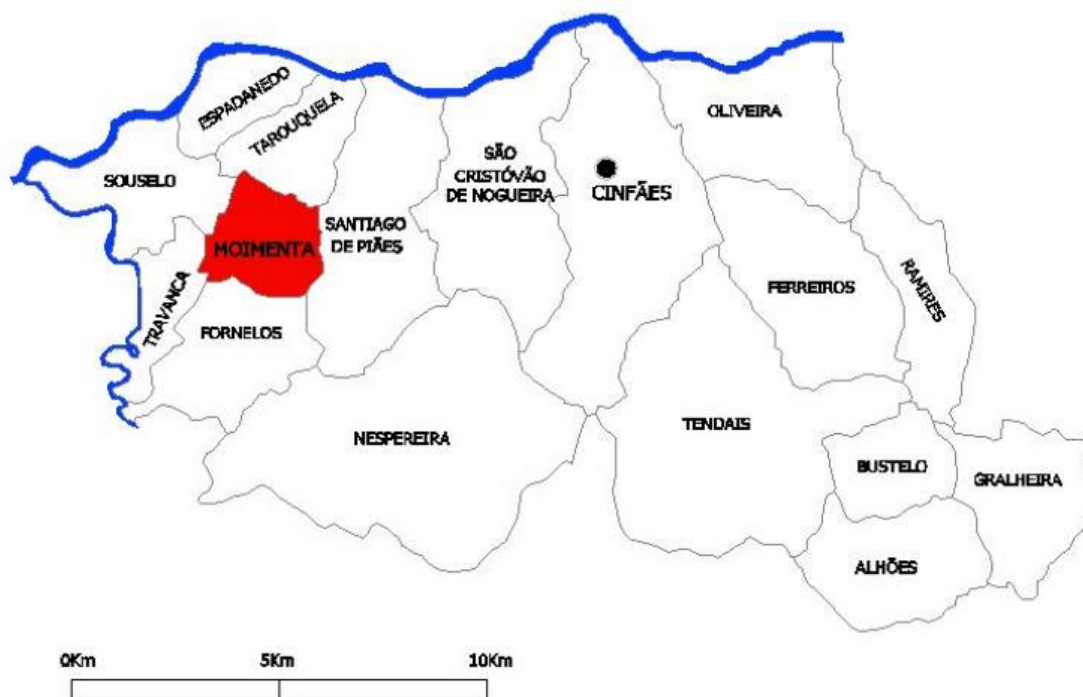 ESPADANEDO
TAROUQUELA
OLIVEIRA
SOUSELO
SÃO
CRISTÓVÃO
DE NOGUEIRA
CINFÃES
MOIMENTA
SANTIAGO
DE PIÃES
TRAVANCA
FERREIROS
RAMIRES
FORNELOS
NESPEREIRA
TENDAIS
BUSTELO
GRALHEIRA
ALHÕES
0Km 5Km 10Km